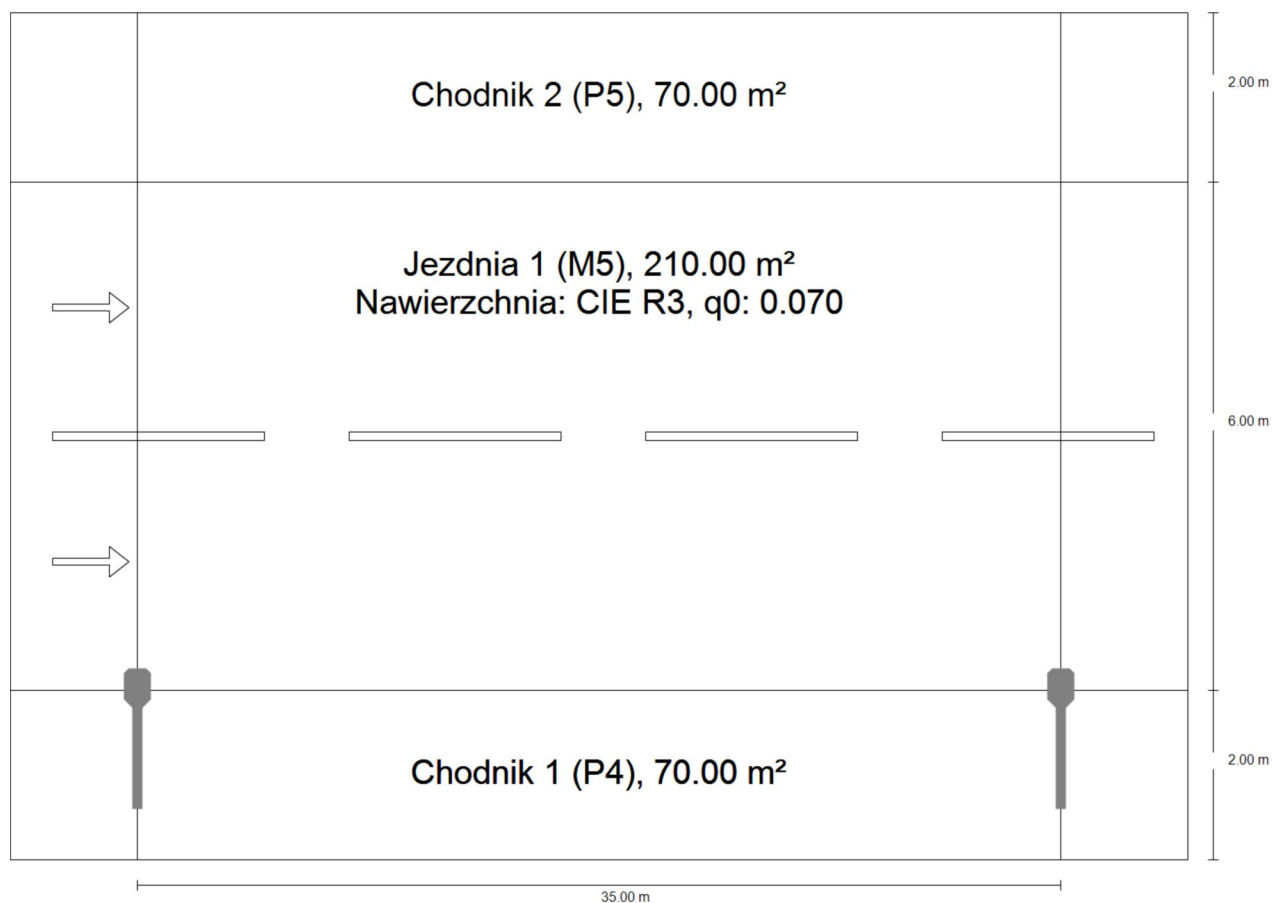 Chodnik 2 (P5), 70.00 m²
2.00 m
Jezdnia 1 (M5), 210.00 m²
Nawierzchnia: CIE R3, q0: 0.070
6.00 m
Chodnik 1 (P4), 70.00 m²
2.00 m
35.00 m